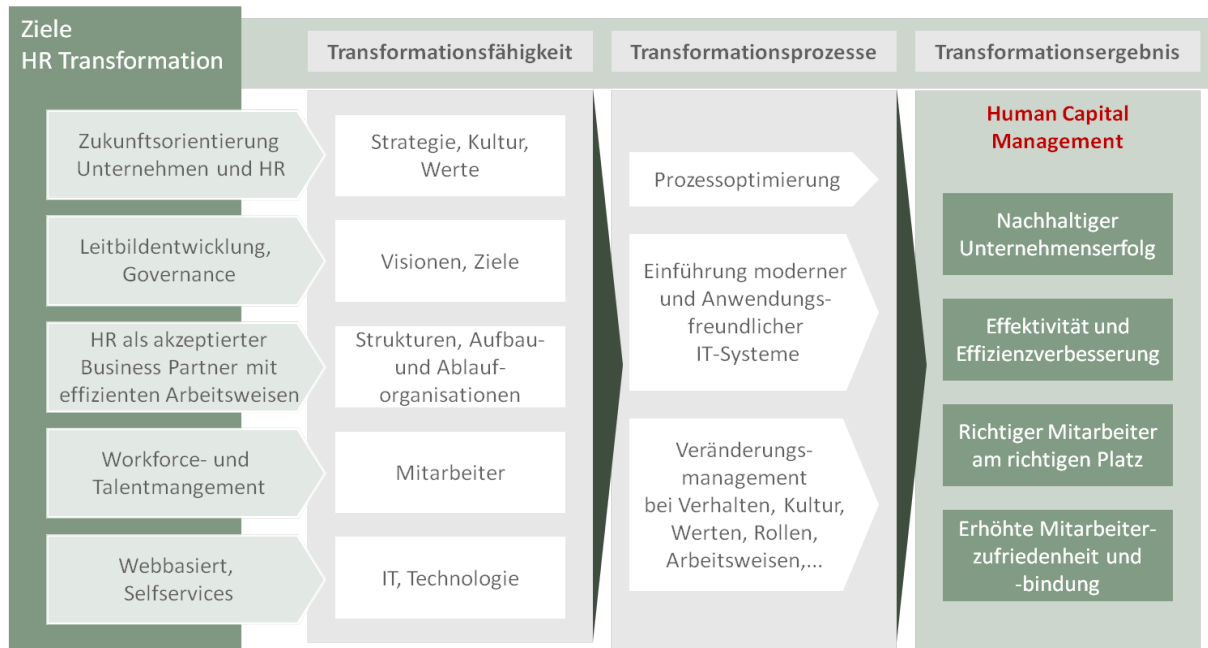 Ziele
HR Transformation
Transformationsfähigkeit
Transformationsprozesse
Transformationsergebnis
Zukunftsorientierung
Unternehmen und HR
Leitbildentwicklung,
Governance
HR als akzeptierter
Business Partner mit
effizienten Arbeitsweisen
Workforce- und
Talentmangement
Webbasiert,
Selfservices
Strategie, Kultur,
Werte
Visionen, Ziele
Strukturen, Aufbau-
und Ablauf-
organisationen
Mitarbeiter
IT, Technologie
Prozessoptimierung
Einführung moderner
und Anwendungs-
freundlicher
IT-Systeme
Veränderungs-
management
bei Verhalten, Kultur,
Werten, Rollen,
Arbeitsweisen,...
Human Capital
Management
Nachhaltiger
Unternehmenserfolg
Effektivität und
Effizienzverbesserung
Richtiger Mitarbeiter
am richtigen Platz
Erhöhte Mitarbeiter-
zufriedenheit und
-bindung